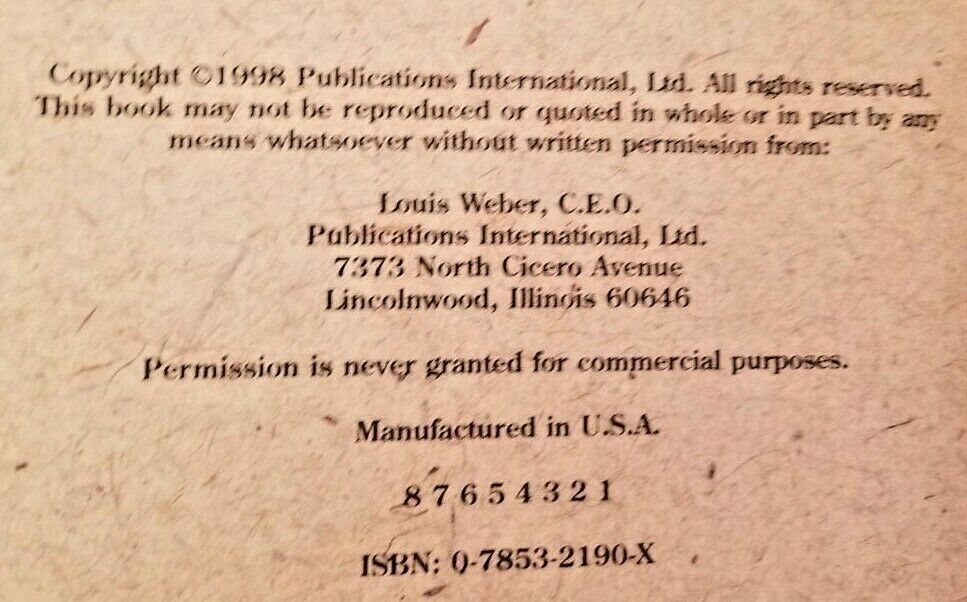 Copyright ©1998 Publications International, Ltd. All rights reserved.
This book may not be reproduced or quoted in whole or in part by any
means whatsoever without written permission from:
Louis Weber, C.E.O.
Publications International, Ltd.
7373 North Cicero Avenue
Lincolnwood, Illinois 60646
Permission is never granted for commercial purposes.
Manufactured in U.S.A.
8 7 6 5 4 3 2 1
ISBN: 0-7853-2190-X